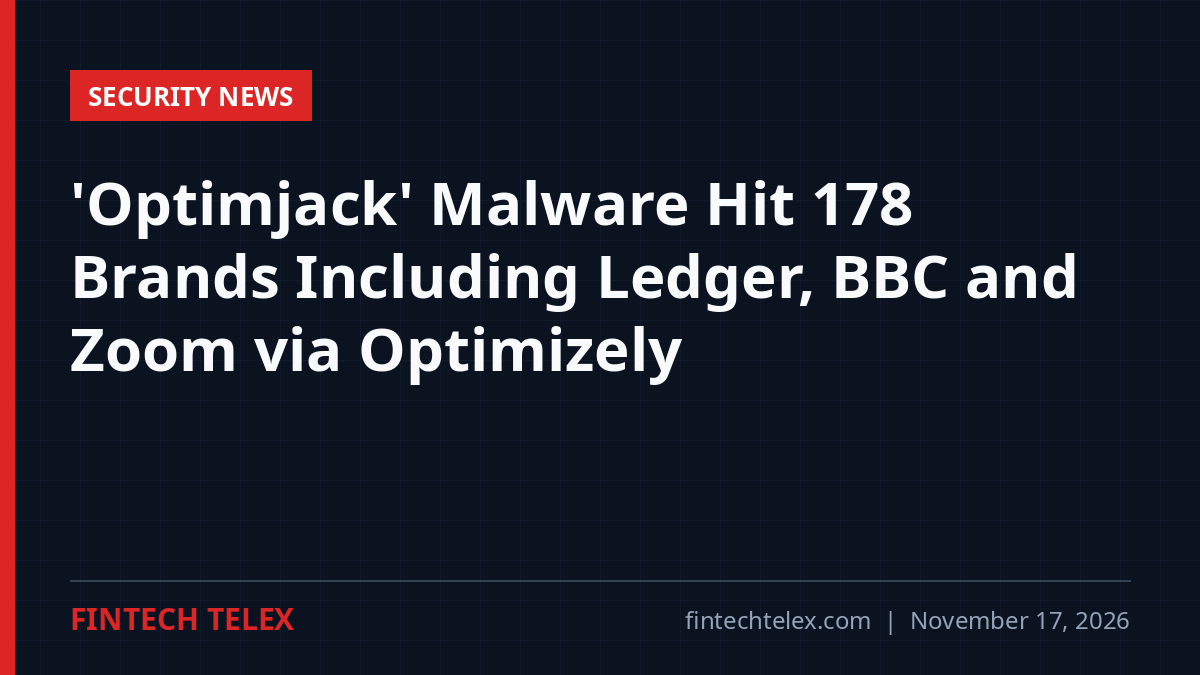 SECURITY NEWS
'Optimjack' Malware Hit 178
Brands Including Ledger, BBC and
Zoom via Optimizely
FINTECH TELEX
fintechtelex.com | November 17, 2026